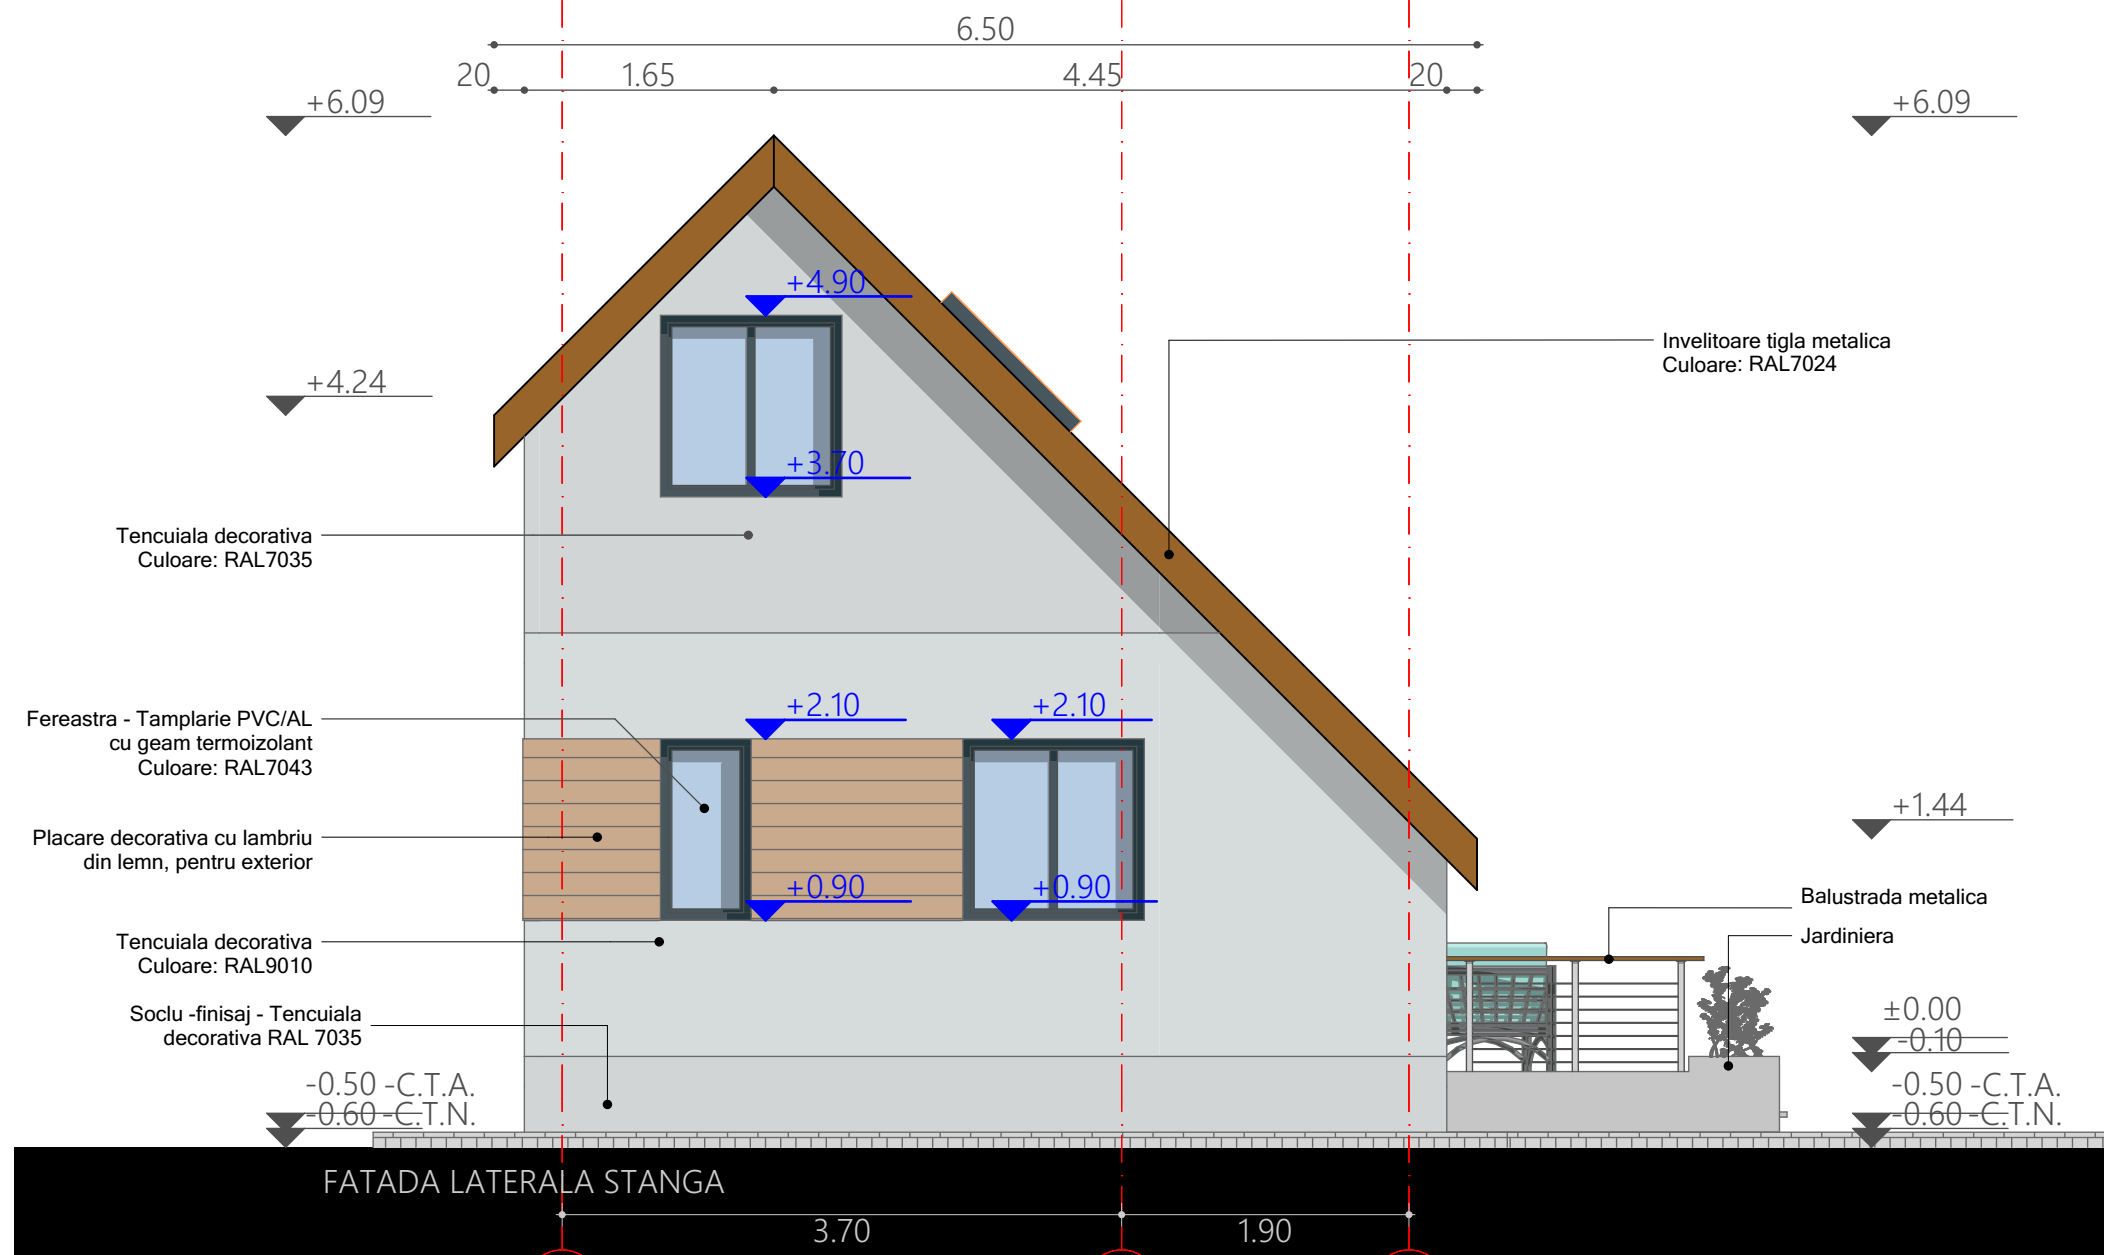 6.50
20
1.65
4.45
20
+6.09
+6.09
+4.90
Invelitoare tigla metalica
Culoare: RAL7024
+4.24
+3.70
Tencuiala decorativa
Culoare: RAL7035
+2.10
+2.10
Fereastra - Tamplarie PVC/AL
cu geam termoizolant
Culoare: RAL7043
+1.44
Placare decorativa cu lambriu
din lemn, pentru exterior
+0.90
+0.90
Balustrada metalica
Jardiniera
Tencuiala decorativa
Culoare: RAL9010
Soclu -finisaj - Tencuiala
decorativa RAL 7035
±0.00
-0.10
-0.50 -C.T.A.
-0.60 -C.T.N.
-0.50 -C.T.A.
-0.60 -C.T.N.
FATADA LATERALA STANGA
3.70
1.90